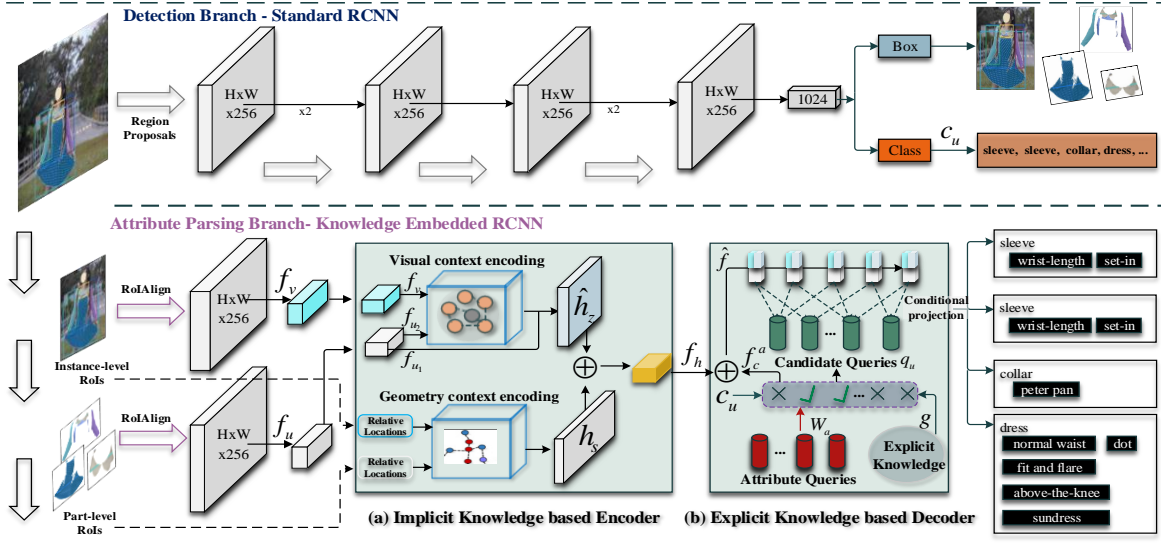 Detection Branch - Standard RCNN
Region
Proposals
HxW
x256
x2
HxW
x256
HxW
x256
x2
HxW
x256
1024
Box
Class
c_u
sleeve, sleeve, collar, dress, ...
Attribute Parsing Branch- Knowledge Embedded RCNN
Instance-level
RoIs
RoIAlign
HxW
x256
f_v
Part-level
RoIs
RoIAlign
HxW
x256
f_u
Visual context encoding
f_v
f_{u_2}
f_{u_1}
ĥ_z
Geometry context encoding
Relative
Locations
Relative
Locations
h_s
(a) Implicit Knowledge based Encoder
f_h
f̂
Conditional
projection
...
Candidate Queries q_u
f_c^a
c_u
...
W_a
g
...
Explicit
Knowledge
Attribute Queries
(b) Explicit Knowledge based Decoder
sleeve
wrist-length set-in
sleeve
wrist-length set-in
collar
peter pan
dress
normal waist dot
fit and flare
above-the-knee
sundress